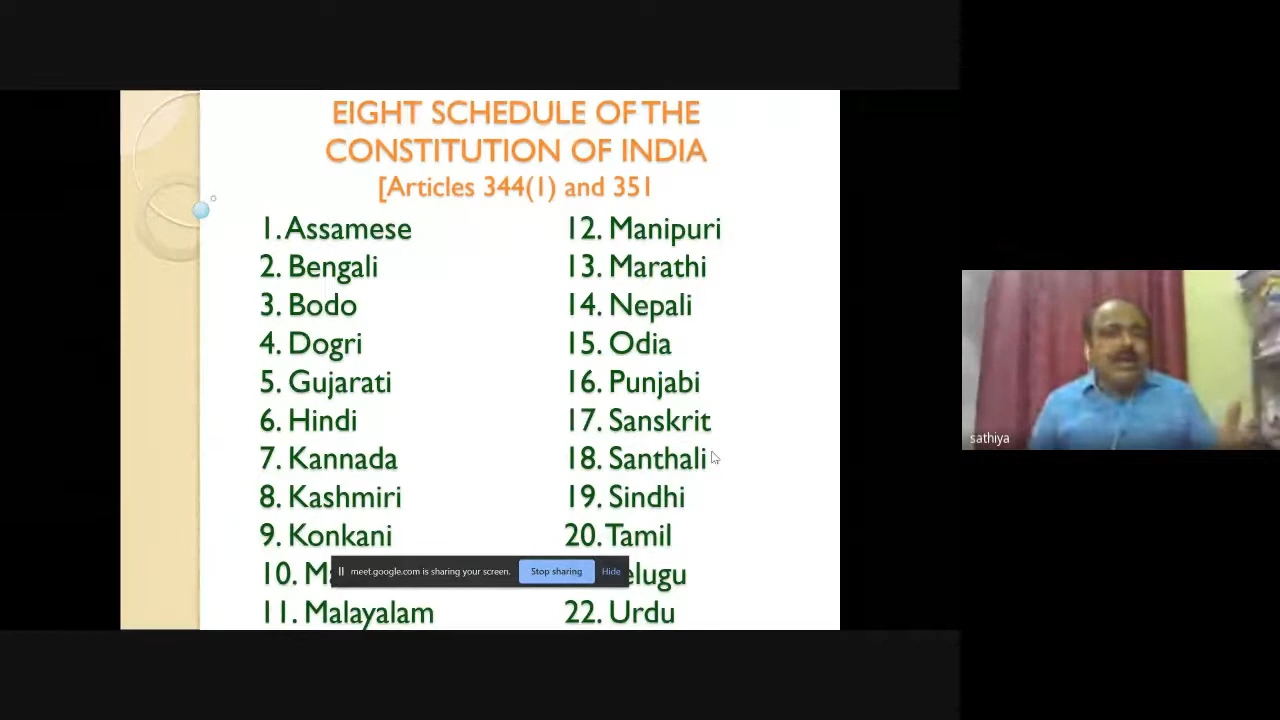 EIGHT SCHEDULE OF THE
CONSTITUTION OF INDIA
[Articles 344(1) and 351
1. Assamese
2. Bengali
3. Bodo
4. Dogri
5. Gujarati
6. Hindi
7. Kannada
8. Kashmiri
9. Konkani
10.
11. Malayalam
12. Manipuri
13. Marathi
14. Nepali
15. Odia
16. Punjabi
17. Sanskrit
18. Santhali
19. Sindhi
20. Tamil
22. Urdu
meet.google.com is sharing your screen. Stop sharing Hide
sathiya